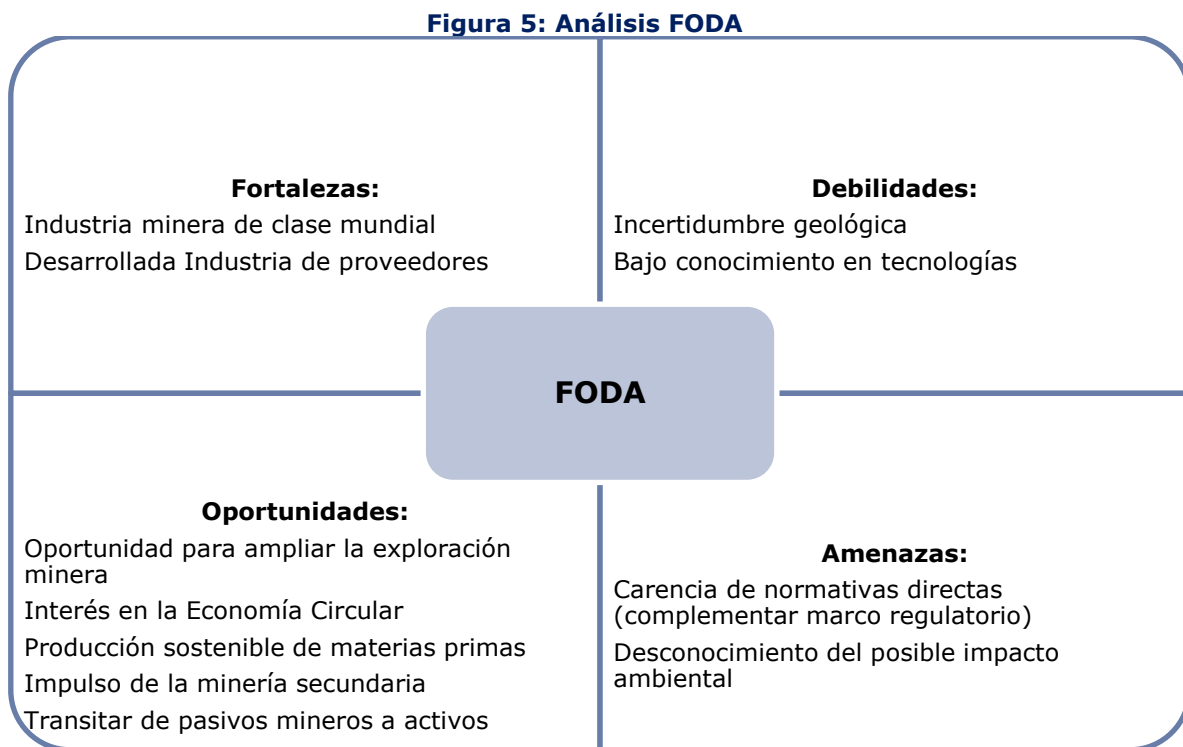 Figura 5: Análisis FODA
Fortalezas:
Industria minera de clase mundial
Desarrollada Industria de proveedores
Debilidades:
Incertidumbre geológica
Bajo conocimiento en tecnologías
FODA
Oportunidades:
Oportunidad para ampliar la exploración
minera
Interés en la Economía Circular
Producción sostenible de materias primas
Impulso de la minería secundaria
Transitar de pasivos mineros a activos
Amenazas:
Carencia de normativas directas
(complementar marco regulatorio)
Desconocimiento del posible impacto
ambiental